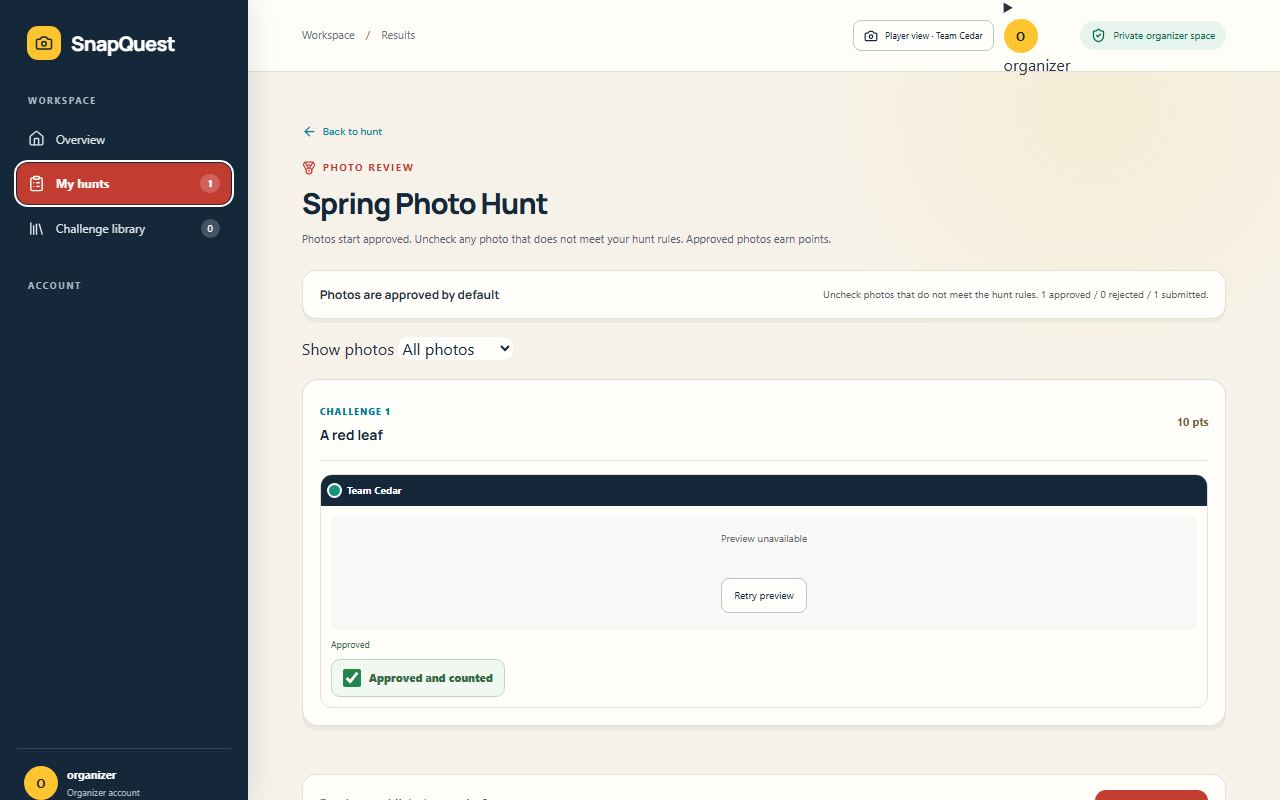 SnapQuest
WORKSPACE
Overview
My hunts 1
Challenge library 0
ACCOUNT
O organizer
Organizer account
Workspace / Results
Player view · Team Cedar
O
organizer
Private organizer space
Back to hunt
PHOTO REVIEW
Spring Photo Hunt
Photos start approved. Uncheck any photo that does not meet your hunt rules. Approved photos earn points.
Photos are approved by default
Uncheck photos that do not meet the hunt rules. 1 approved / 0 rejected / 1 submitted.
Show photos All photos
CHALLENGE 1
A red leaf
10 pts
Team Cedar
Preview unavailable
Retry preview
Approved
Approved and counted